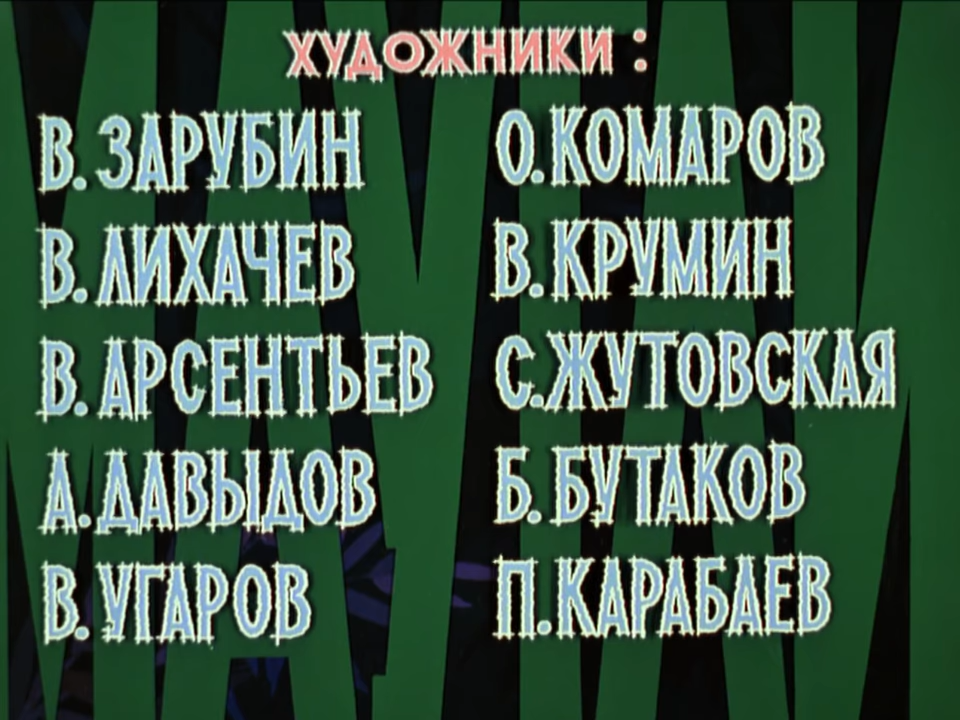 ХУДОЖНИКИ:
В. ЗАРУБИН
В. ЛИХАЧЕВ
В. АРСЕНТЬЕВ
А. ДАВЫДОВ
В. УГАРОВ
О. КОМАРОВ
В. КРУМИН
С. ЖУТОВСКАЯ
Б. БУТАКОВ
П. КАРАБАЕВ